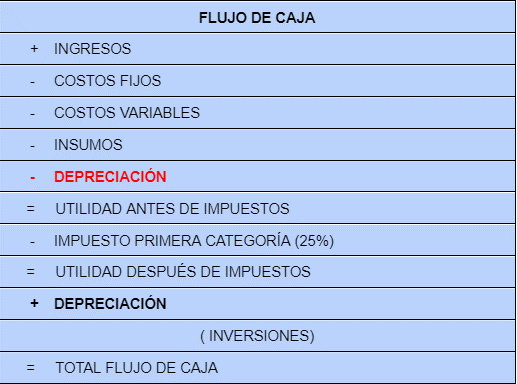 FLUJO DE CAJA
+ INGRESOS
- COSTOS FIJOS
- COSTOS VARIABLES
- INSUMOS
- DEPRECIACIÓN
= UTILIDAD ANTES DE IMPUESTOS
- IMPUESTO PRIMERA CATEGORÍA (25%)
= UTILIDAD DESPUÉS DE IMPUESTOS
+ DEPRECIACIÓN
( INVERSIONES)
= TOTAL FLUJO DE CAJA